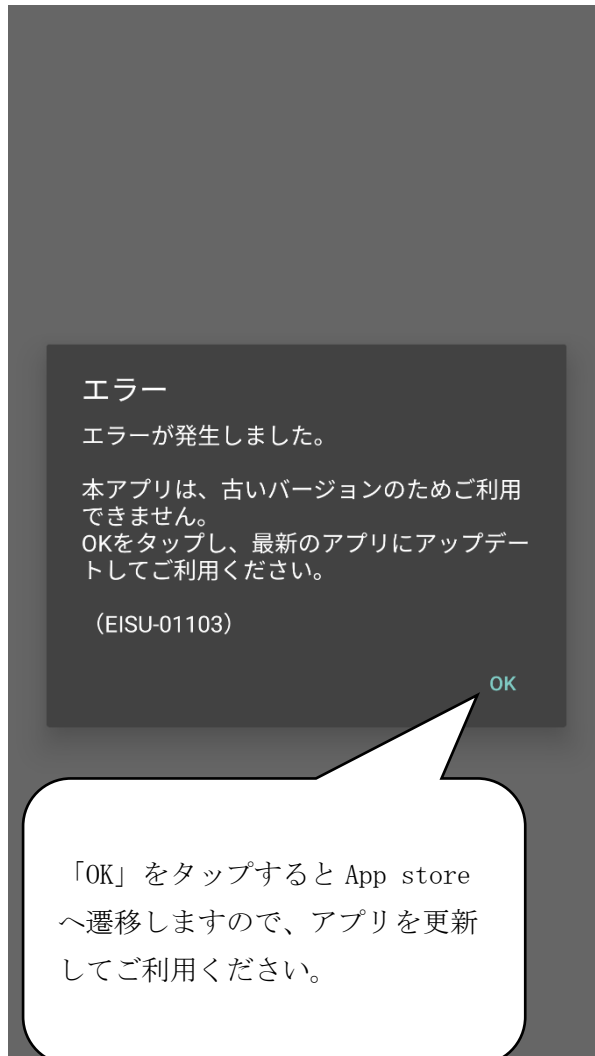 エラー
エラーが発生しました。
本アプリは、古いバージョンのためご利用
できません。
OKをタップし、最新のアプリにアップデー
トしてご利用ください。
（EISU-01103）
OK
「OK」をタップすると App store
へ遷移しますので、アプリを更新
してご利用ください。